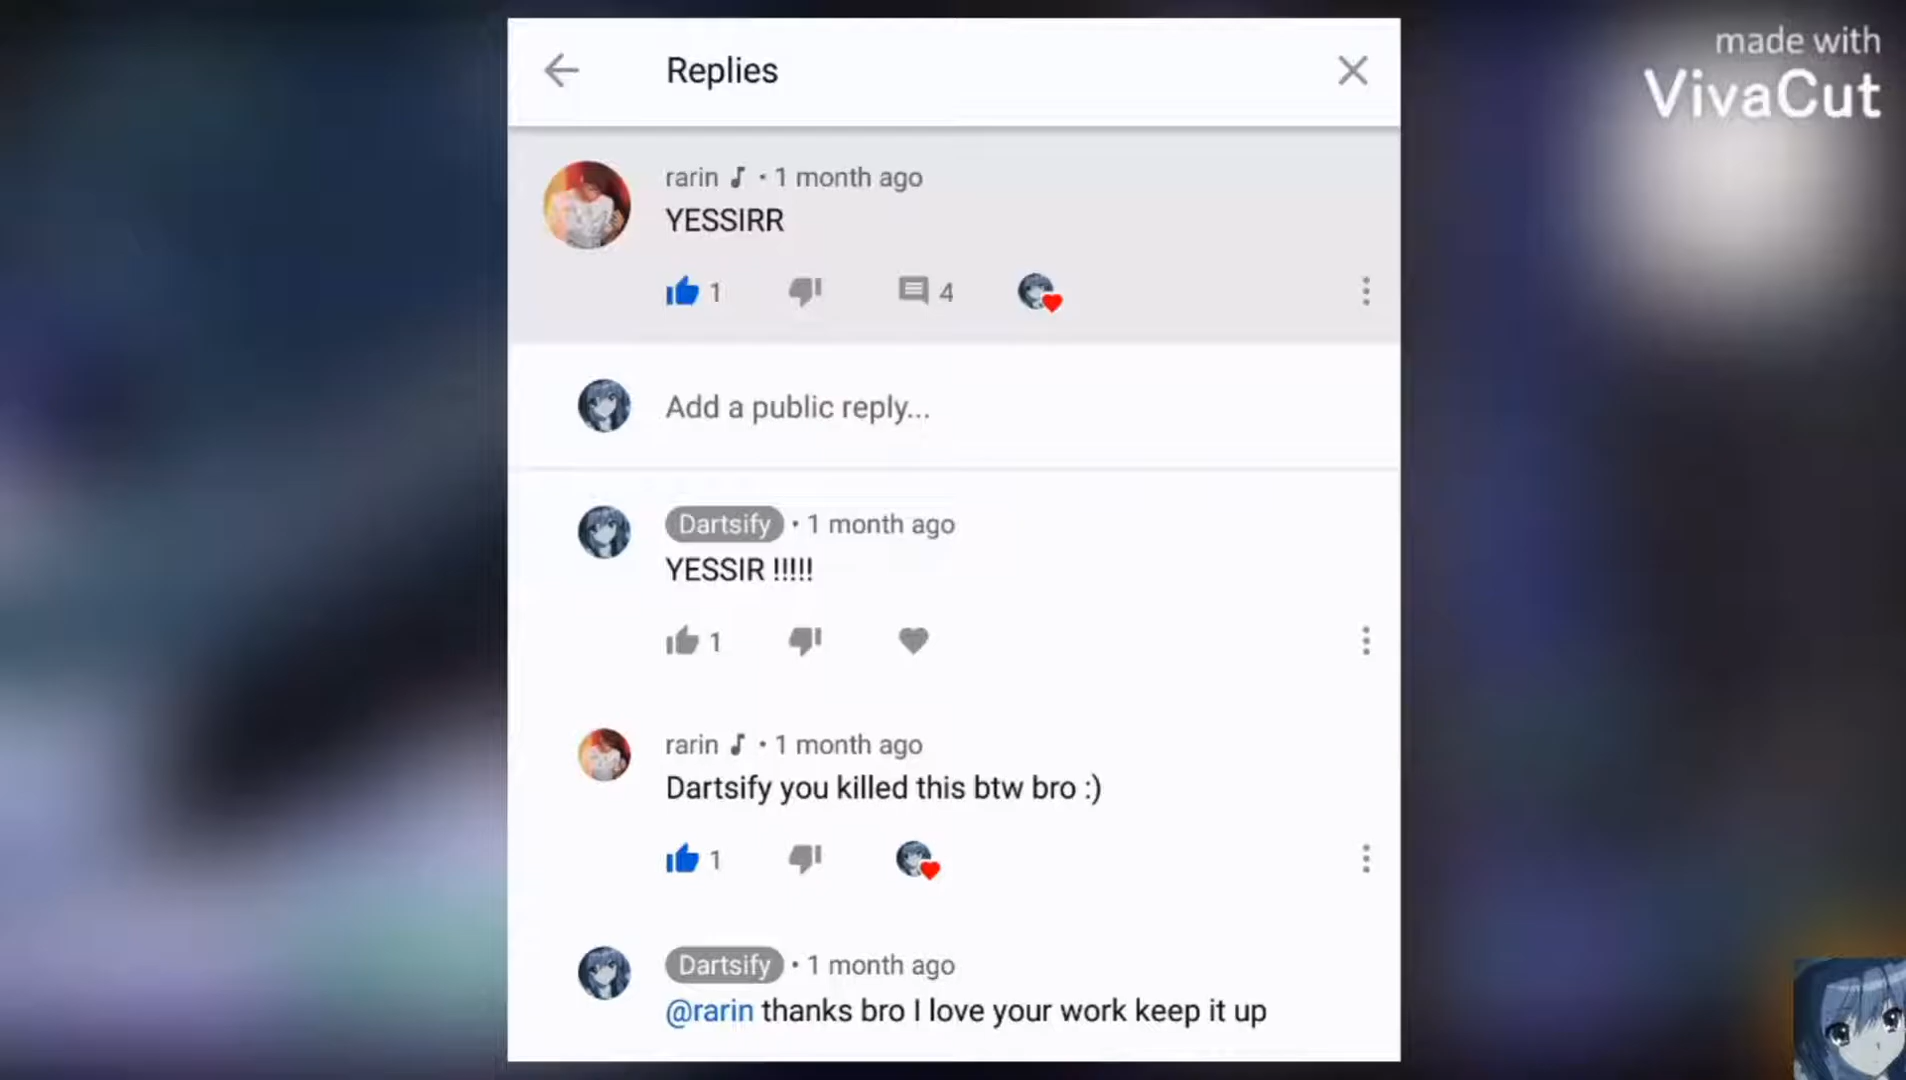 made with
VivaCut
Replies
rarin ♪ • 1 month ago
YESSIRR
1 4
Add a public reply...
Dartsify • 1 month ago
YESSIR !!!!!
1
rarin ♪ • 1 month ago
Dartsify you killed this btw bro :)
1
Dartsify • 1 month ago
@rarin thanks bro I love your work keep it up